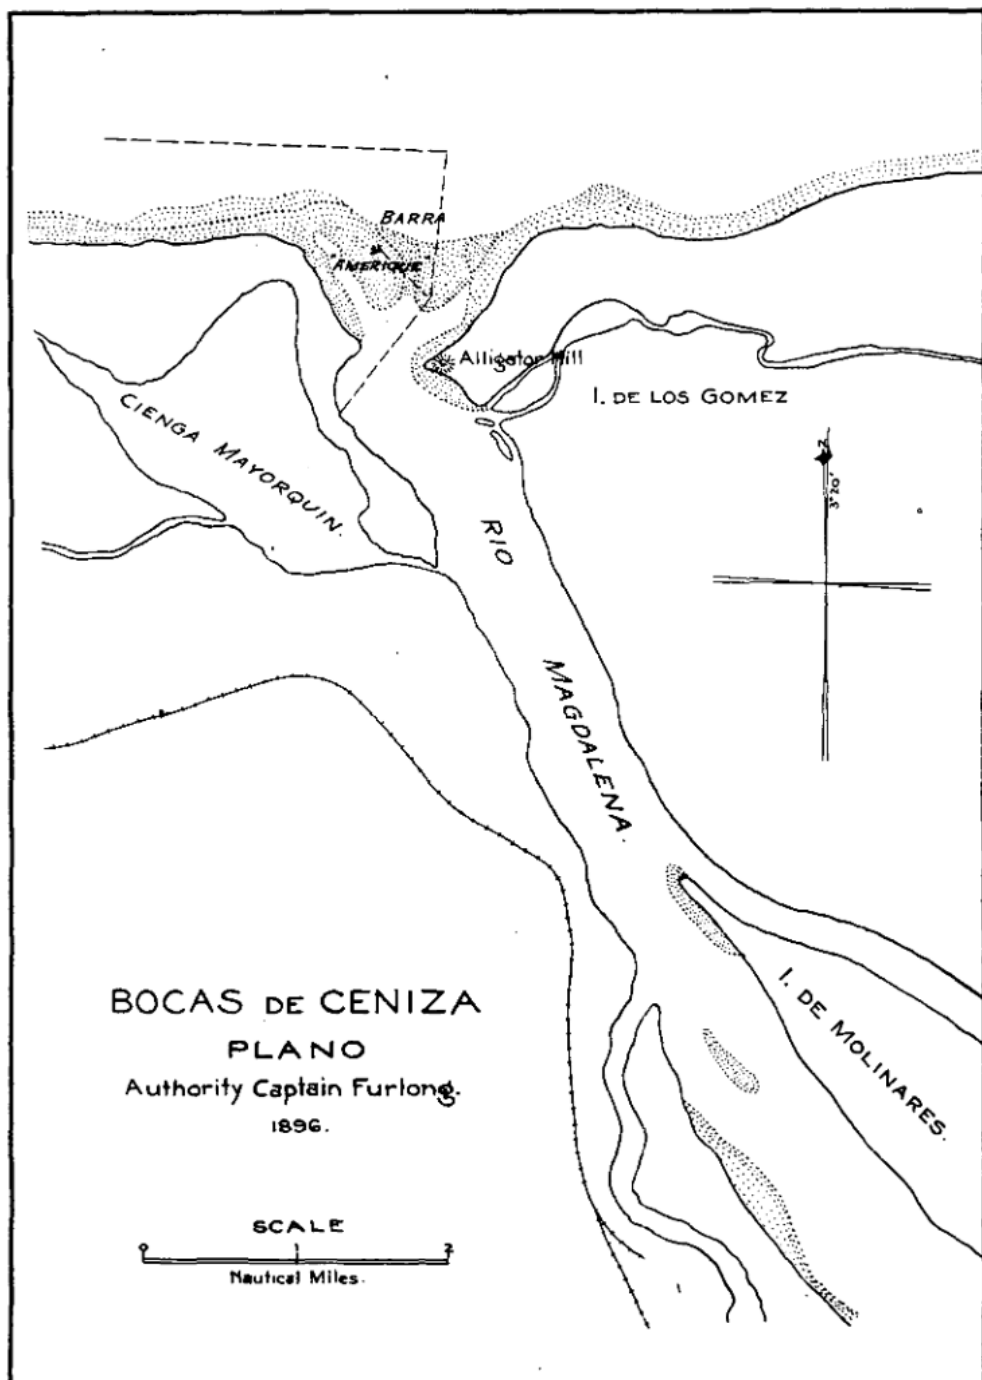 BARRA
"AMERIQUE"
Alligator Hill
I. DE LOS GOMEZ
CIENGA MAYORQUIN.
N
3° 20'
RIO
MAGDALENA.
I. DE MOLINARES.
BOCAS DE CENIZA
PLANO
Authority Captain Furlong.
1896.
SCALE
0 1 2
Nautical Miles.